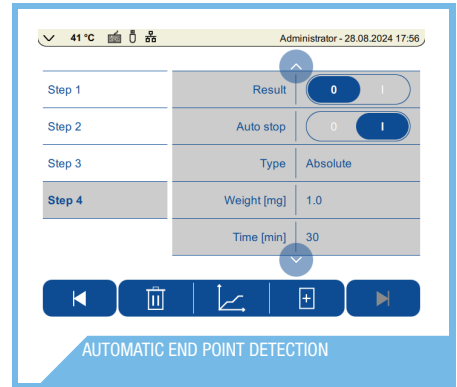 41 °C Administrator - 28.08.2024 17:56
Step 1 Result 0 I
Step 2 Auto stop 0 I
Step 3 Type Absolute
Step 4 Weight [mg] 1.0
Time [min] 30
AUTOMATIC END POINT DETECTION